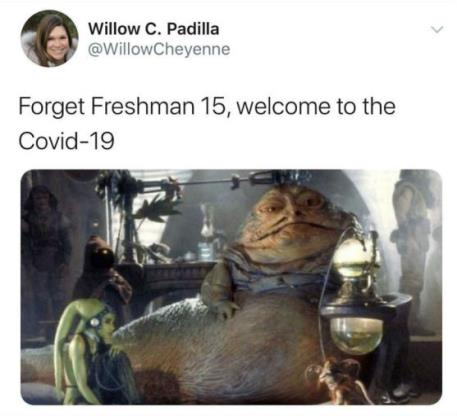 Willow C. Padilla
@WillowCheyenne
Forget Freshman 15, welcome to the
Covid-19